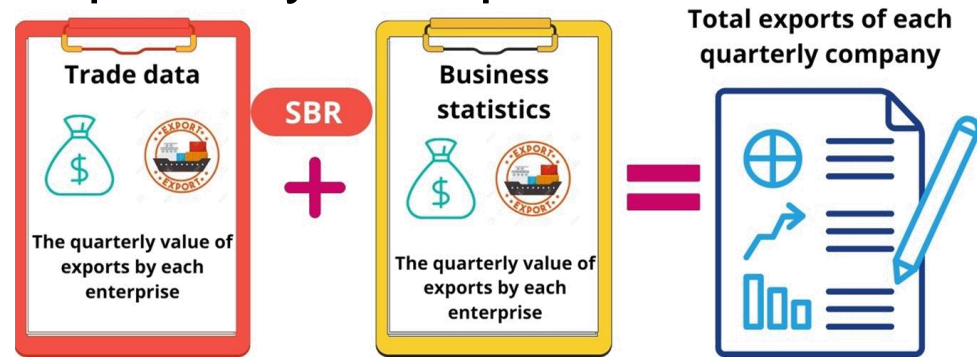 Trade data
EXPORT
EXPORT
$
The quarterly value of
exports by each
enterprise
SBR
+
Business
statistics
EXPORT
EXPORT
$
The quarterly value of
exports by each
enterprise
=
Total exports of each
quarterly company